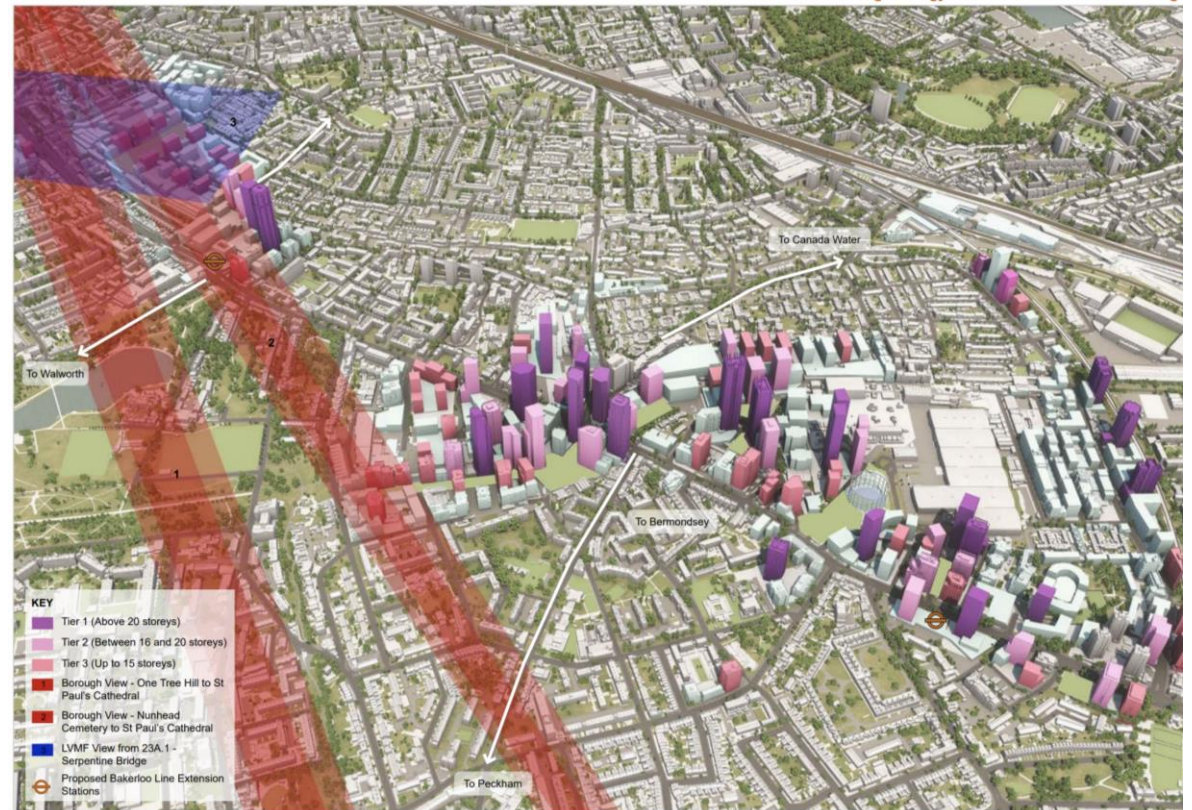 3
To Canada Water
2
To Walworth
1
To Bermondsey
KEY
Tier 1 (Above 20 storeys)
Tier 2 (Between 16 and 20 storeys)
Tier 3 (Up to 15 storeys)
1 Borough View - One Tree Hill to St
Paul's Cathedral
2 Borough View - Nunhead
Cemetery to St Paul's Cathedral
3 LVMF View from 23A.1 -
Serpentine Bridge
Proposed Bakerloo Line Extension
Stations
To Peckham